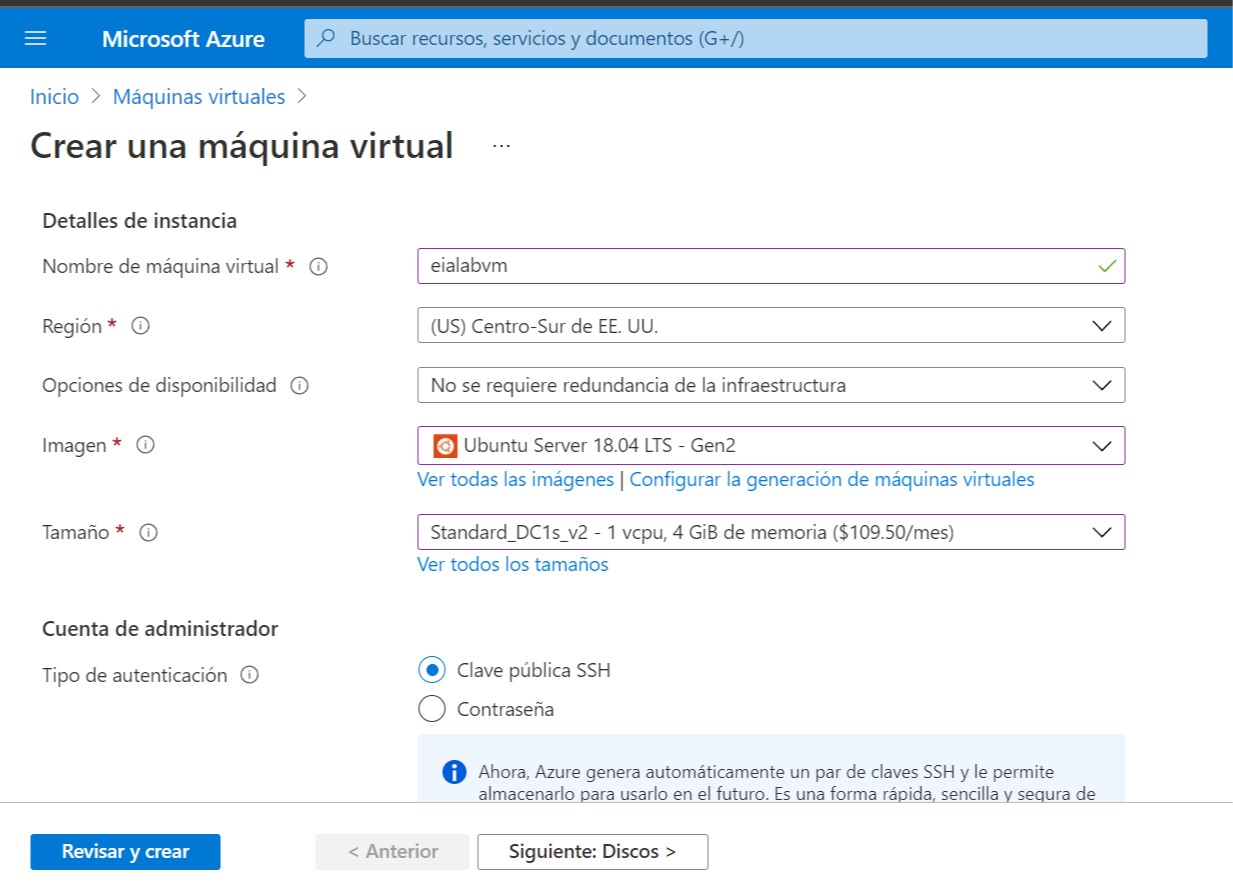 Microsoft Azure
Buscar recursos, servicios y documentos (G+/)
Inicio > Máquinas virtuales >
Crear una máquina virtual ...
Detalles de instancia
Nombre de máquina virtual * eialabvm
Región * (US) Centro-Sur de EE. UU.
Opciones de disponibilidad No se requiere redundancia de la infraestructura
Imagen * Ubuntu Server 18.04 LTS - Gen2
Ver todas las imágenes | Configurar la generación de máquinas virtuales
Tamaño * Standard_DC1s_v2 - 1 vcpu, 4 GiB de memoria ($109.50/mes)
Ver todos los tamaños
Cuenta de administrador
Tipo de autenticación
Clave pública SSH
Contraseña
Ahora, Azure genera automáticamente un par de claves SSH y le permite
almacenarlo para usarlo en el futuro. Es una forma rápida, sencilla y segura de
Revisar y crear
< Anterior
Siguiente: Discos >